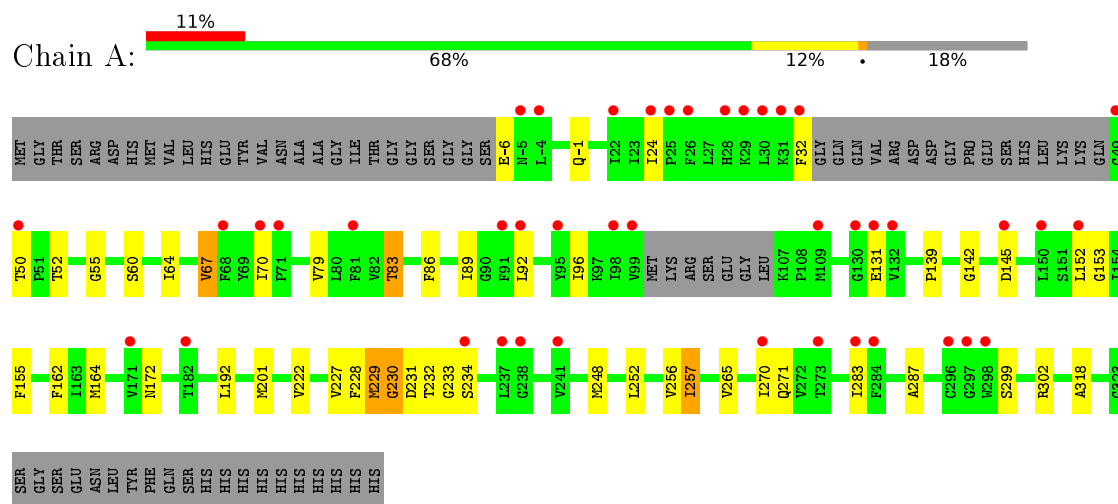 11%
Chain A:
68% 12% • 18%
MET GLY THR SER ARG ASP HIS MET VAL LEU HIS GLU TYR VAL ASN ALA ALA GLY ILE THR GLY GLY SER GLY GLY SER E-6 N-5 L-4 Q-1 I22 I23 I24 P25 F26 L27 H28 K29 L30 K31 F32 GLY GLN GLN VAL ARG ASP ASP GLY PRO GLU SER HIS LEU LYS LYS GLN G49
T50 P51 T52 G55 S60 I64 V67 F68 Y69 I70 P71 V79 L80 F81 V82 T83 F86 I89 G90 F91 L92 Y95 I96 K97 I98 V99 MET LYS ARG SER GLU GLY LEU K107 P108 M109 G130 E131 V132 P139 G142 D145 L150 S151 L152 G153 I154
F155 F162 I163 M164 V171 N172 T182 L192 M201 V222 V227 F228 M229 G230 D231 T232 G233 S234 L237 G238 V241 M248 L252 V256 I257 V265 I270 Q271 V272 T273 I283 F284 A287 C296 G297 W298 S299 R302 A318 G323
SER GLY SER GLU ASN LEU TYR PHE GLN SER HIS HIS HIS HIS HIS HIS HIS HIS HIS HIS